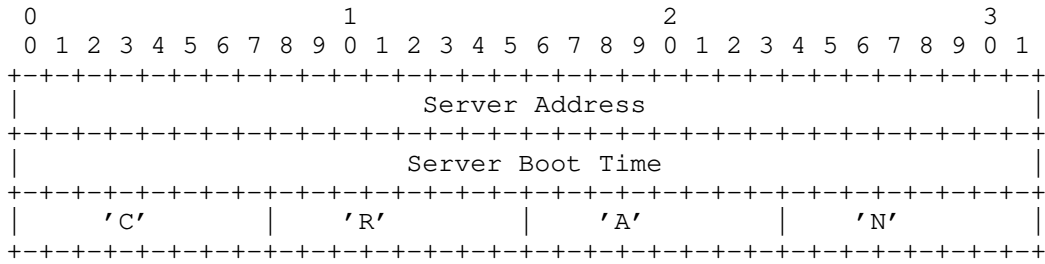 0                   1                   2                   3
 0 1 2 3 4 5 6 7 8 9 0 1 2 3 4 5 6 7 8 9 0 1 2 3 4 5 6 7 8 9 0 1
+-+-+-+-+-+-+-+-+-+-+-+-+-+-+-+-+-+-+-+-+-+-+-+-+-+-+-+-+-+-+-+-+
|                         Server Address                        |
+-+-+-+-+-+-+-+-+-+-+-+-+-+-+-+-+-+-+-+-+-+-+-+-+-+-+-+-+-+-+-+-+
|                        Server Boot Time                       |
+-+-+-+-+-+-+-+-+-+-+-+-+-+-+-+-+-+-+-+-+-+-+-+-+-+-+-+-+-+-+-+-+
|     'C'       |    'R'        |    'A'        |    'N'        |
+-+-+-+-+-+-+-+-+-+-+-+-+-+-+-+-+-+-+-+-+-+-+-+-+-+-+-+-+-+-+-+-+